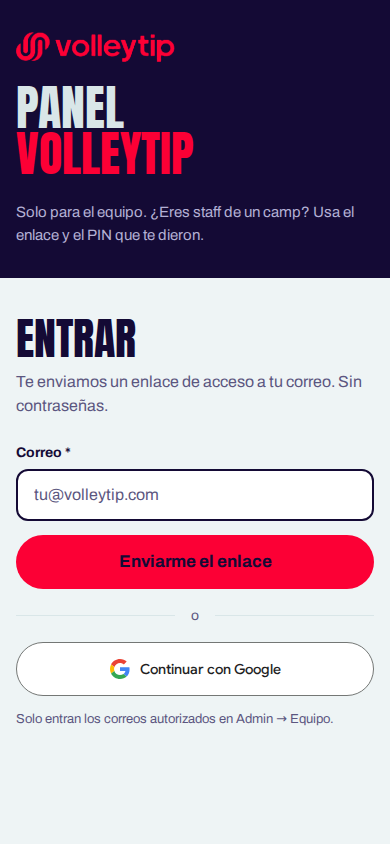 volleytip
PANEL
VOLLEYTIP
Solo para el equipo. ¿Eres staff de un camp? Usa el
enlace y el PIN que te dieron.
ENTRAR
Te enviamos un enlace de acceso a tu correo. Sin
contraseñas.
Correo *
tu@volleytip.com
Enviarme el enlace
o
Continuar con Google
Solo entran los correos autorizados en Admin → Equipo.